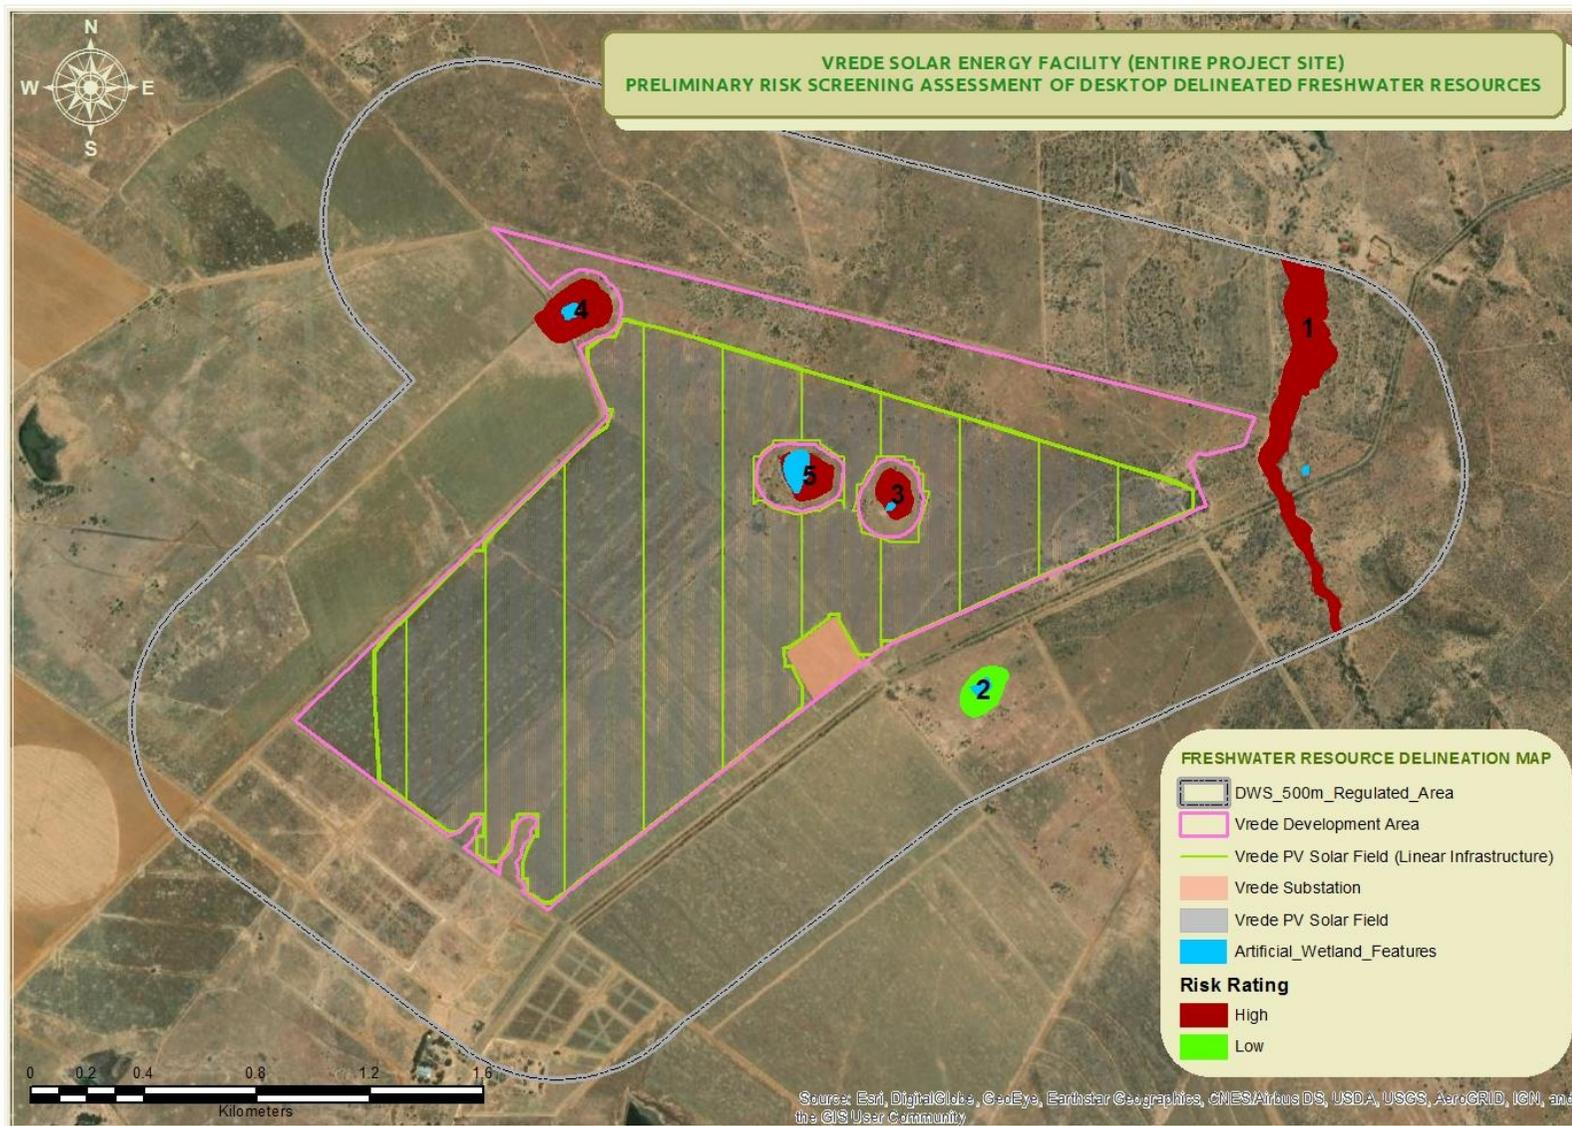 N
W E
S
VREDE SOLAR ENERGY FACILITY (ENTIRE PROJECT SITE)
PRELIMINARY RISK SCREENING ASSESSMENT OF DESKTOP DELINEATED FRESHWATER RESOURCES
1
4
5
3
2
FRESHWATER RESOURCE DELINEATION MAP
DWS_500m_Regulated_Area
Vrede Development Area
Vrede PV Solar Field (Linear Infrastructure)
Vrede Substation
Vrede PV Solar Field
Artificial_Wetland_Features
Risk Rating
High
Low
0 0.2 0.4 0.8 1.2 1.6
Kilometers
Source: Esri, DigitalGlobe, GeoEye, Earthstar Geographics, CNES/Airbus DS, USDA, USGS, AeroGRID, IGN, and
the GIS User Community